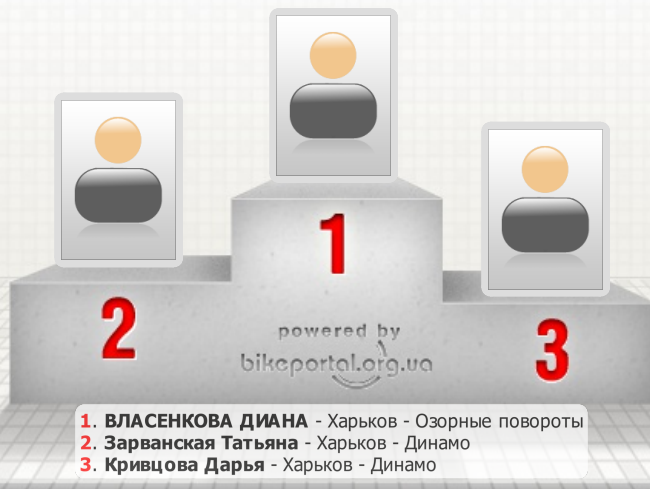 1
2
3
powered by
bikeportal.org.ua
1. ВЛАСЕНКОВА ДИАНА - Харьков - Озорные повороты
2. Зарванская Татьяна - Харьков - Динамо
3. Кривцова Дарья - Харьков - Динамо